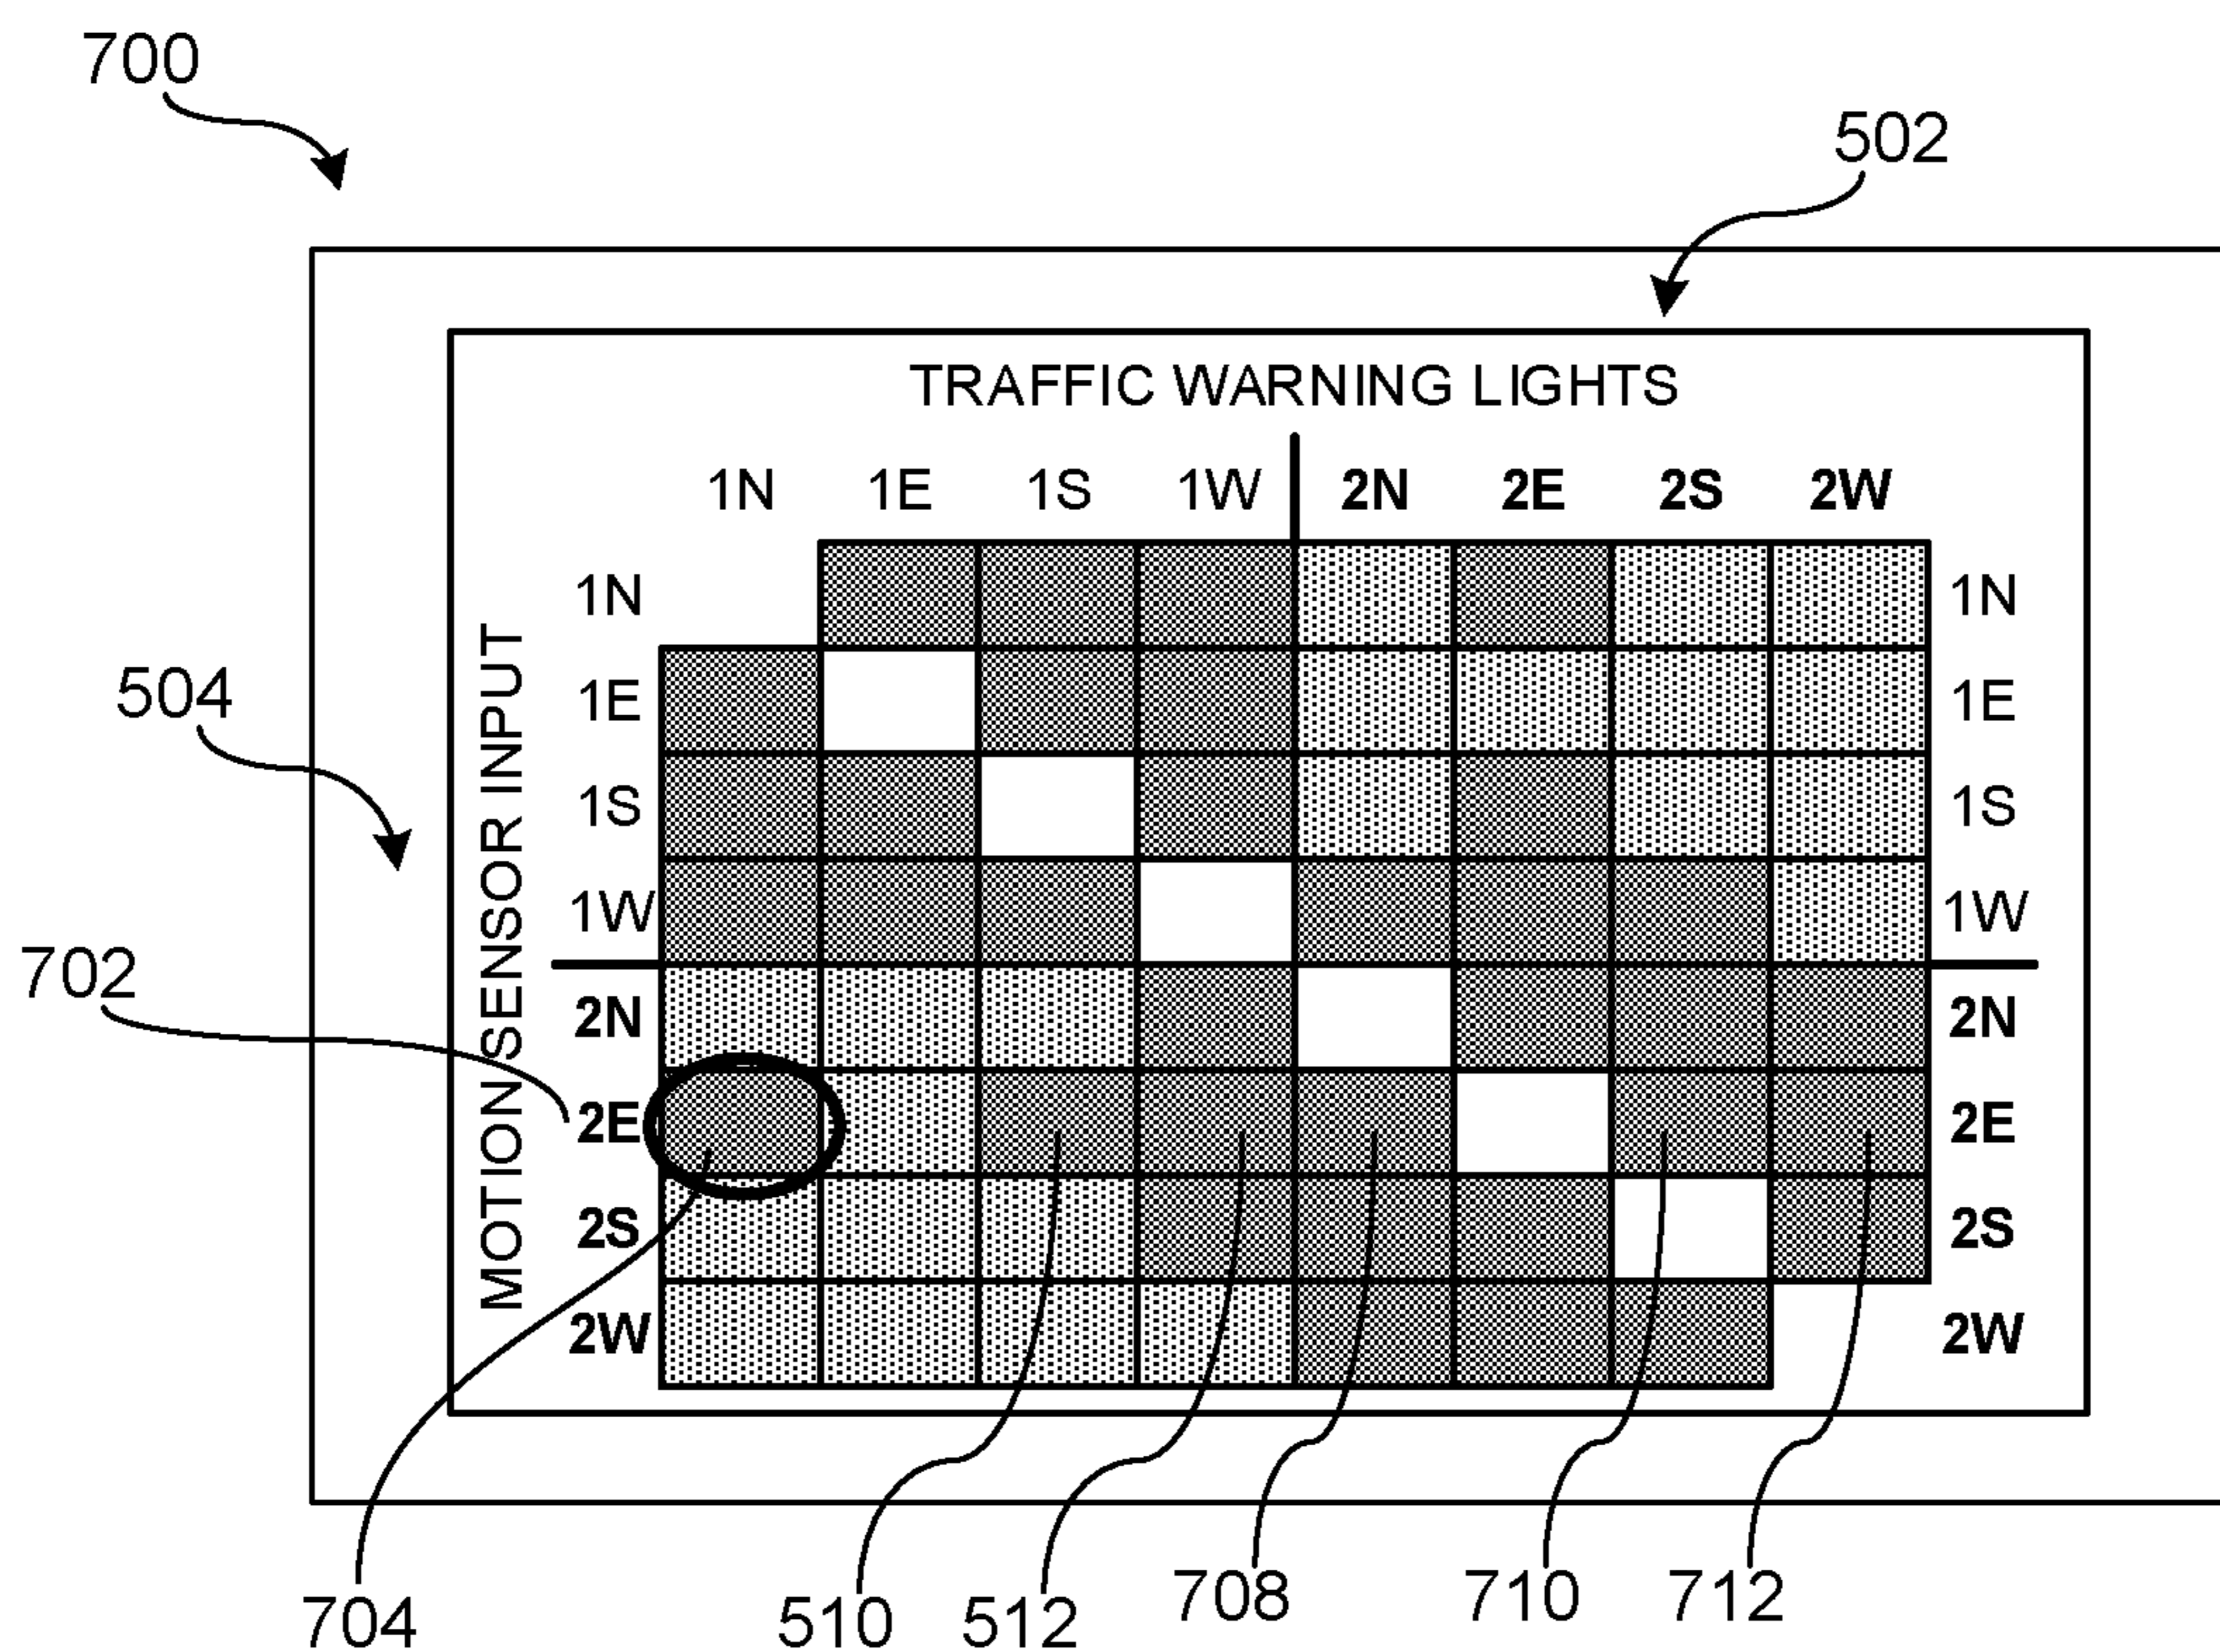 700
502
TRAFFIC WARNING LIGHTS
1N 1E 1S 1W 2N 2E 2S 2W
MOTION SENSOR INPUT
504
702
1N 1N
1E 1E
1S 1S
1W 1W
2N 2N
2E 2E
2S 2S
2W 2W
704 510 512 708 710 712